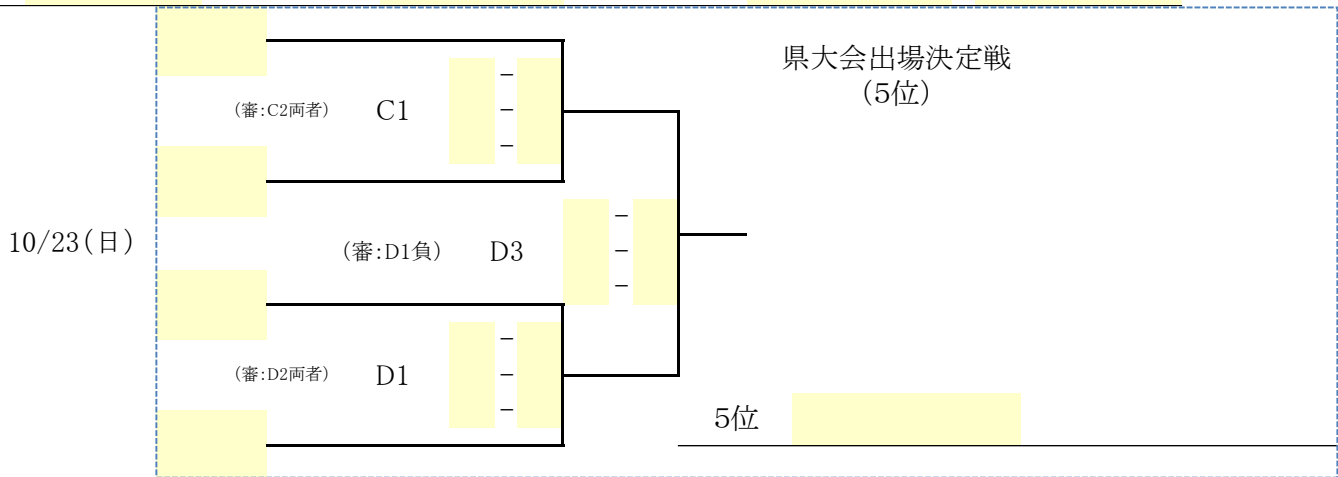 県大会出場決定戦
（5位）
－
(審:C2両者) C1 －
－
－
10/23(日) (審:D1負) D3 －
－
－
(審:D2両者) D1 －
－
5位